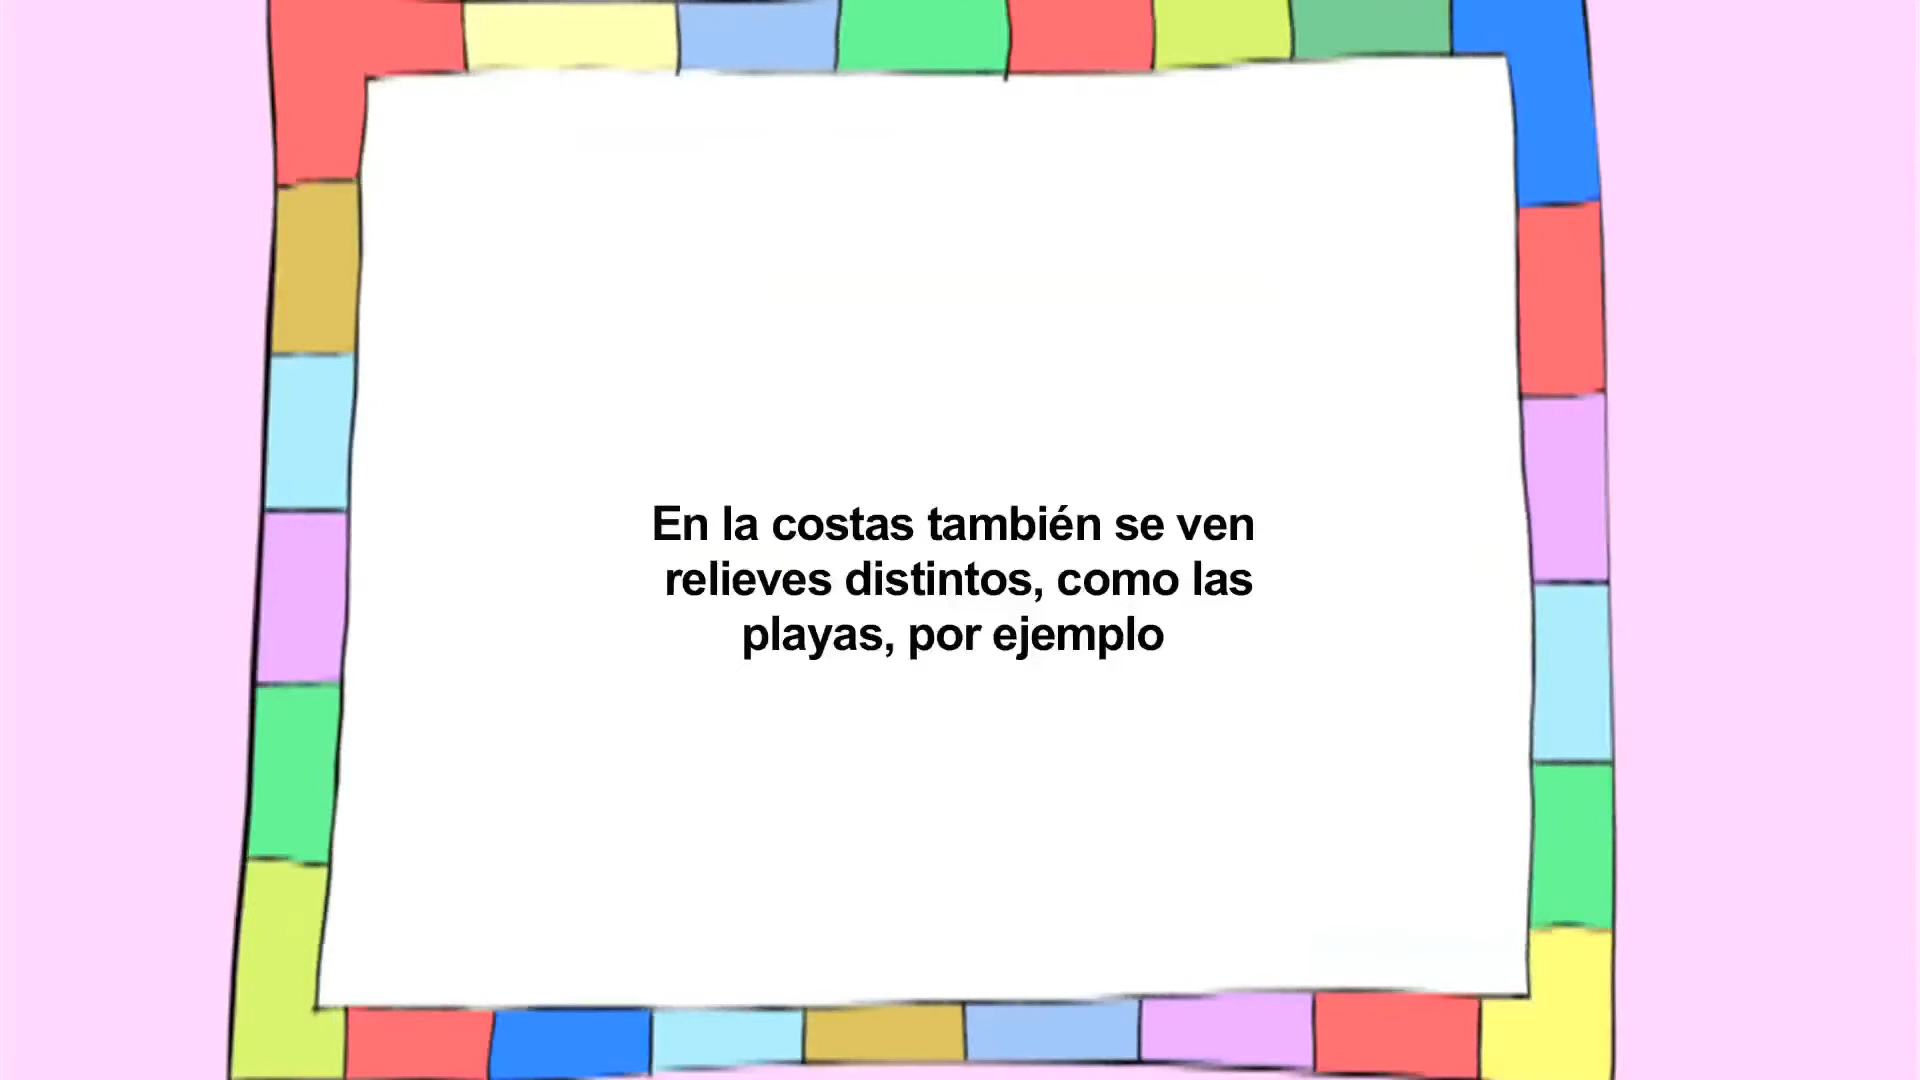 En la costas también se ven
relieves distintos, como las
playas, por ejemplo